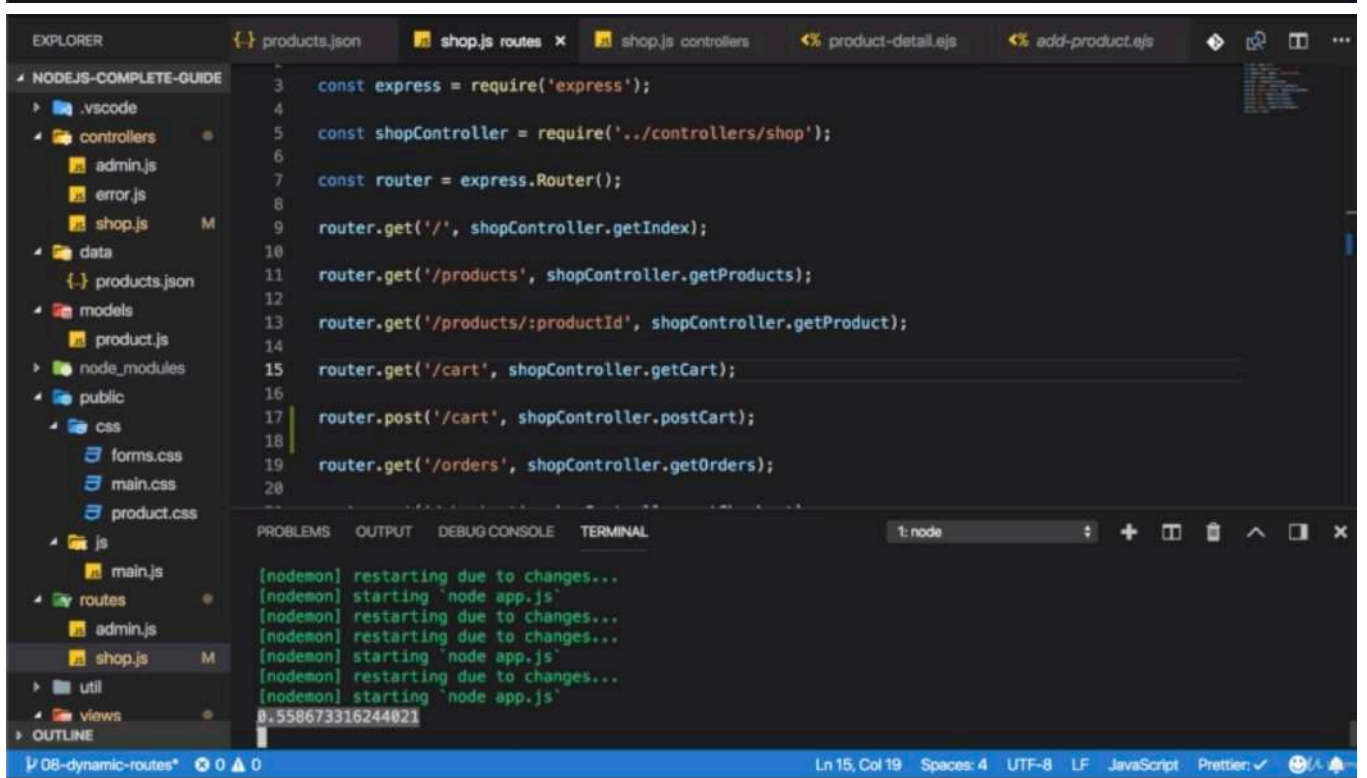 EXPLORER
{..} products.json
shop.js routes ×
shop.js controllers
<% product-detail.ejs
<% add-product.ejs
NODEJS-COMPLETE-GUIDE
.vscode
controllers
admin.js
error.js
shop.js M
data
{..} products.json
models
product.js
node_modules
public
css
forms.css
main.css
product.css
js
main.js
routes
admin.js
shop.js M
util
views
OUTLINE
3 const express = require('express');
4
5 const shopController = require('../controllers/shop');
6
7 const router = express.Router();
8
9 router.get('/', shopController.getIndex);
10
11 router.get('/products', shopController.getProducts);
12
13 router.get('/products/:productId', shopController.getProduct);
14
15 router.get('/cart', shopController.getCart);
16
17 router.post('/cart', shopController.postCart);
18
19 router.get('/orders', shopController.getOrders);
20
PROBLEMS OUTPUT DEBUG CONSOLE TERMINAL 1: node
[nodemon] restarting due to changes...
[nodemon] starting `node app.js`
[nodemon] restarting due to changes...
[nodemon] restarting due to changes...
[nodemon] starting `node app.js`
[nodemon] restarting due to changes...
[nodemon] starting `node app.js`
0.558673316244021
08-dynamic-routes* 0 0 Ln 15, Col 19 Spaces: 4 UTF-8 LF JavaScript Prettier: ✓